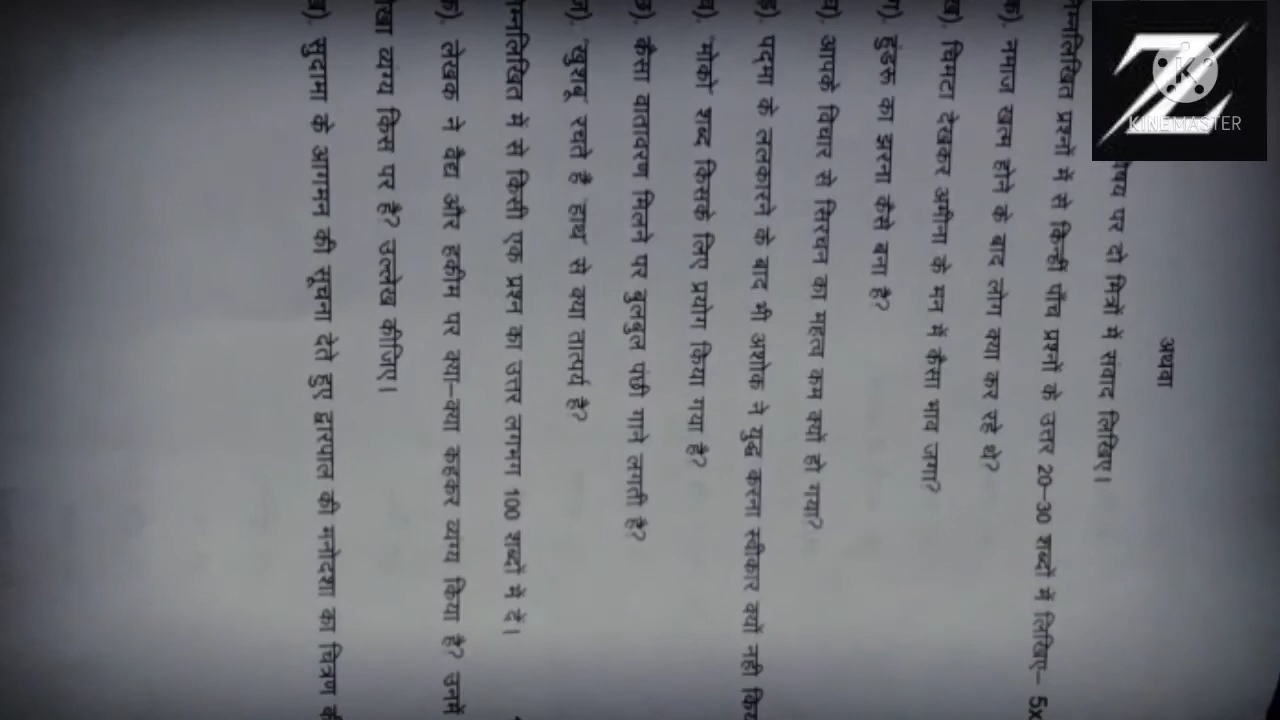 अथवा
विषय पर दो मित्रों में संवाद लिखिए।
निम्नलिखित प्रश्नों में से किन्हीं पाँच प्रश्नों के उत्तर 20–30 शब्दों में लिखिए– 5x
क). नमाज खत्म होने के बाद लोग क्या कर रहे थे?
ख). चिमटा देखकर अमीना के मन में कैसा भाव जगा?
ग). हुंडरू का झरना कैसे बना है?
घ). आपके विचार से सिरचन का महत्व कम क्यों हो गया?
ङ). पद्मा के ललकारने के बाद भी अशोक ने युद्ध करना स्वीकार क्यों नहीं किय
च). 'मोको' शब्द किसके लिए प्रयोग किया गया है?
छ). कैसा वातावरण मिलने पर बुलबुल पंछी गाने लगती है?
ज). 'खुशबू' रचते हैं 'हाथ' से क्या तात्पर्य है?
निम्नलिखित में से किसी एक प्रश्न का उत्तर लगभग 100 शब्दों में दें।
क). लेखक ने वैद्य और हकीम पर क्या–क्या कहकर व्यंग्य किया है? उनमें
खा व्यंग्य किस पर है? उल्लेख कीजिए।
ख). सुदामा के आगमन की सूचना देते हुए द्वारपाल की मनोदशा का चित्रण क
KINEMASTER